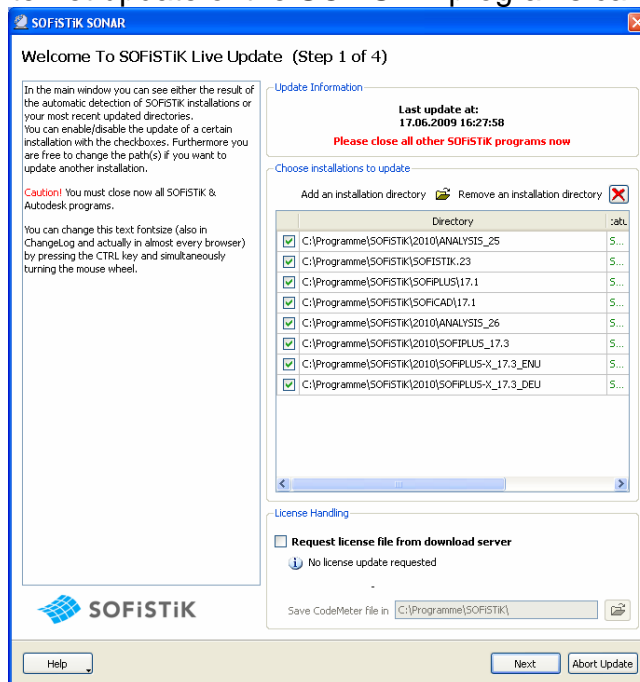 SOFiSTiK SONAR
Welcome To SOFiSTiK Live Update (Step 1 of 4)
In the main window you can see either the result of
the automatic detection of SOFiSTiK installations or
your most recent updated directories.
You can enable/disable the update of a certain
installation with the checkboxes. Furthermore you
are free to change the path(s) if you want to
update another installation.
Caution! You must close now all SOFiSTiK &
Autodesk programs.
You can change this text fontsize (also in
ChangeLog and actually in almost every browser)
by pressing the CTRL key and simultaneously
turning the mouse wheel.
SOFiSTiK
Update Information
Last update at:
17.06.2009 16:27:58
Please close all other SOFiSTiK programs now
Choose installations to update
Add an installation directory Remove an installation directory
Directory
C:\Programme\SOFiSTiK\2010\ANALYSIS_25 S...
C:\Programme\SOFiSTiK\SOFISTIK.23 S...
C:\Programme\SOFiSTiK\SOFiPLUS\17.1 S...
C:\Programme\SOFiSTiK\SOFiCAD\17.1 S...
C:\Programme\SOFiSTiK\2010\ANALYSIS_26 S...
C:\Programme\SOFiSTiK\2010\SOFIPLUS_17.3 S...
C:\Programme\SOFiSTiK\2010\SOFiPLUS-X_17.3_ENU S...
C:\Programme\SOFiSTiK\2010\SOFiPLUS-X_17.3_DEU S...
License Handling
Request license file from download server
No license update requested
-
Save CodeMeter file in C:\Programme\SOFiSTiK\
Help Next Abort Update